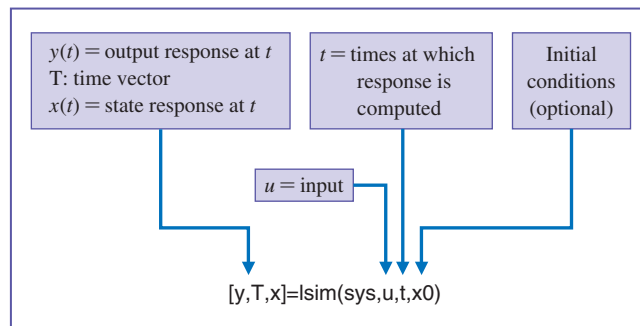 y(t) = output response at t
T: time vector
x(t) = state response at t
t = times at which
response is
computed
Initial
conditions
(optional)
u = input
[y,T,x]=lsim(sys,u,t,x0)